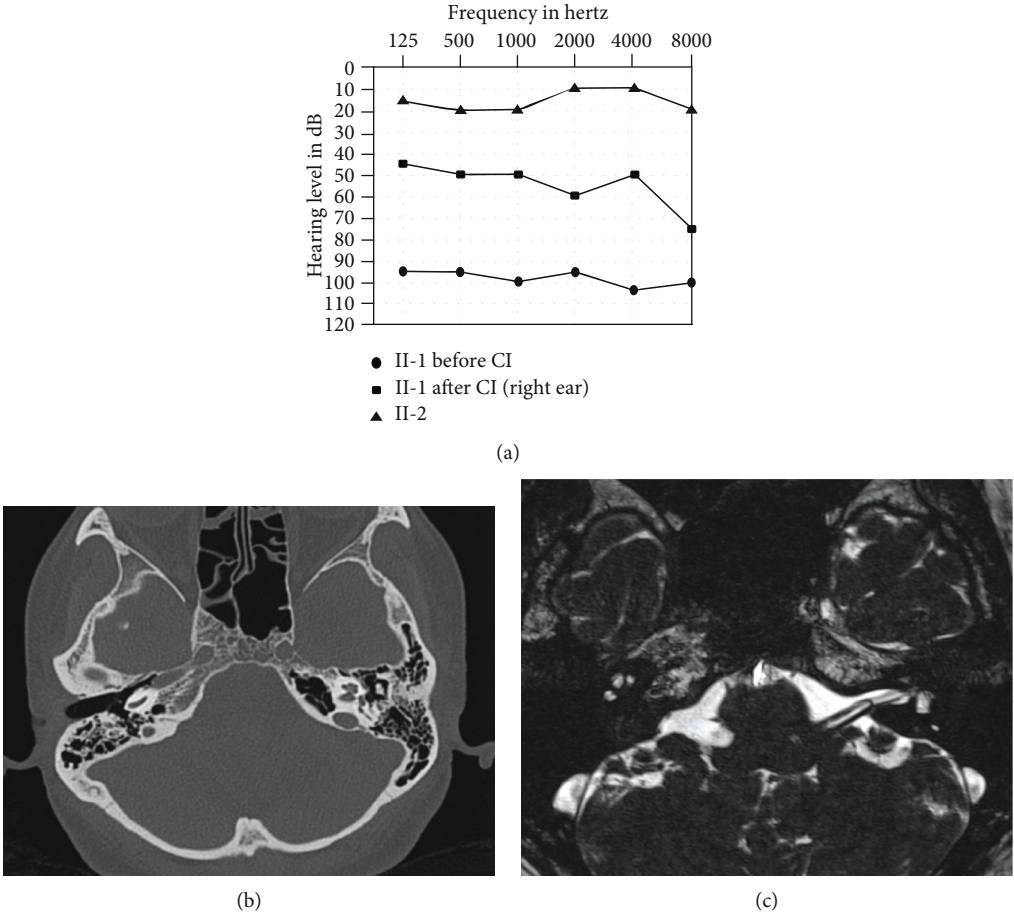 Frequency in hertz
125 500 1000 2000 4000 8000
Hearing level in dB
0
10
20
30
40
50
60
70
80
90
100
110
120
II-1 before CI
II-1 after CI (right ear)
II-2
(a)
(b)
(c)